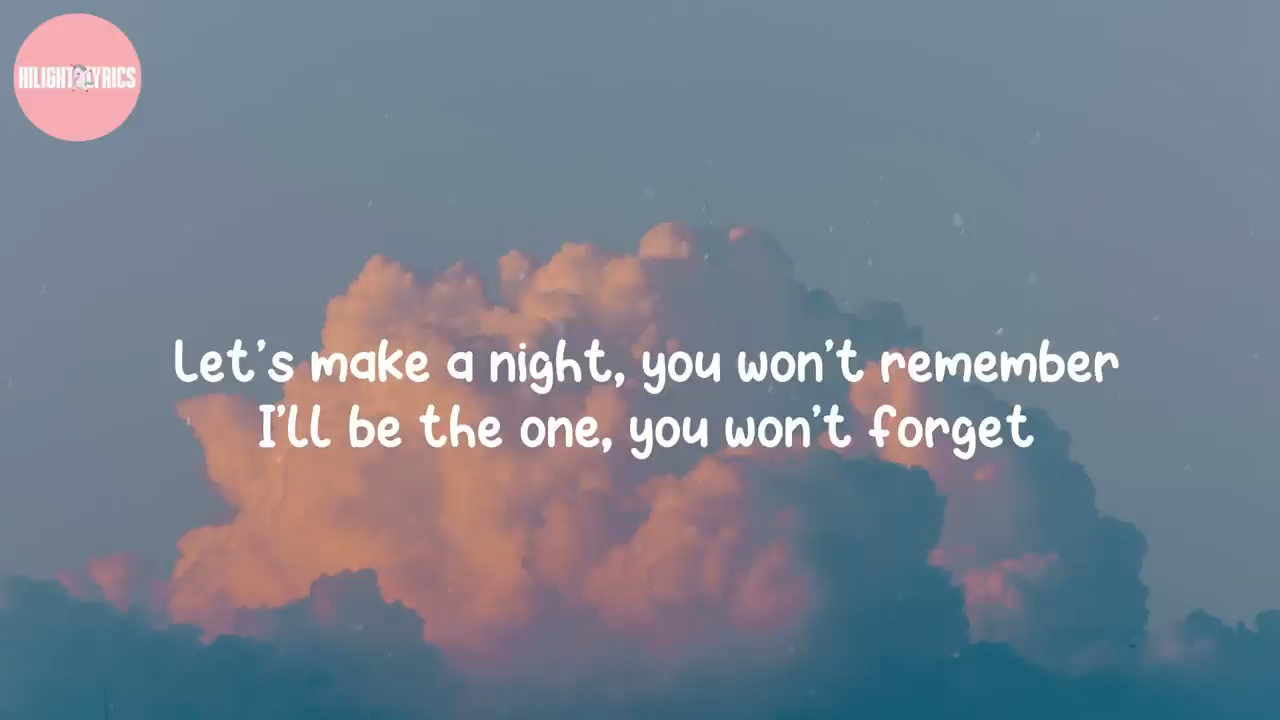 HILIGHT LYRICS
Let's make a night, you won't remember
I'll be the one, you won't forget